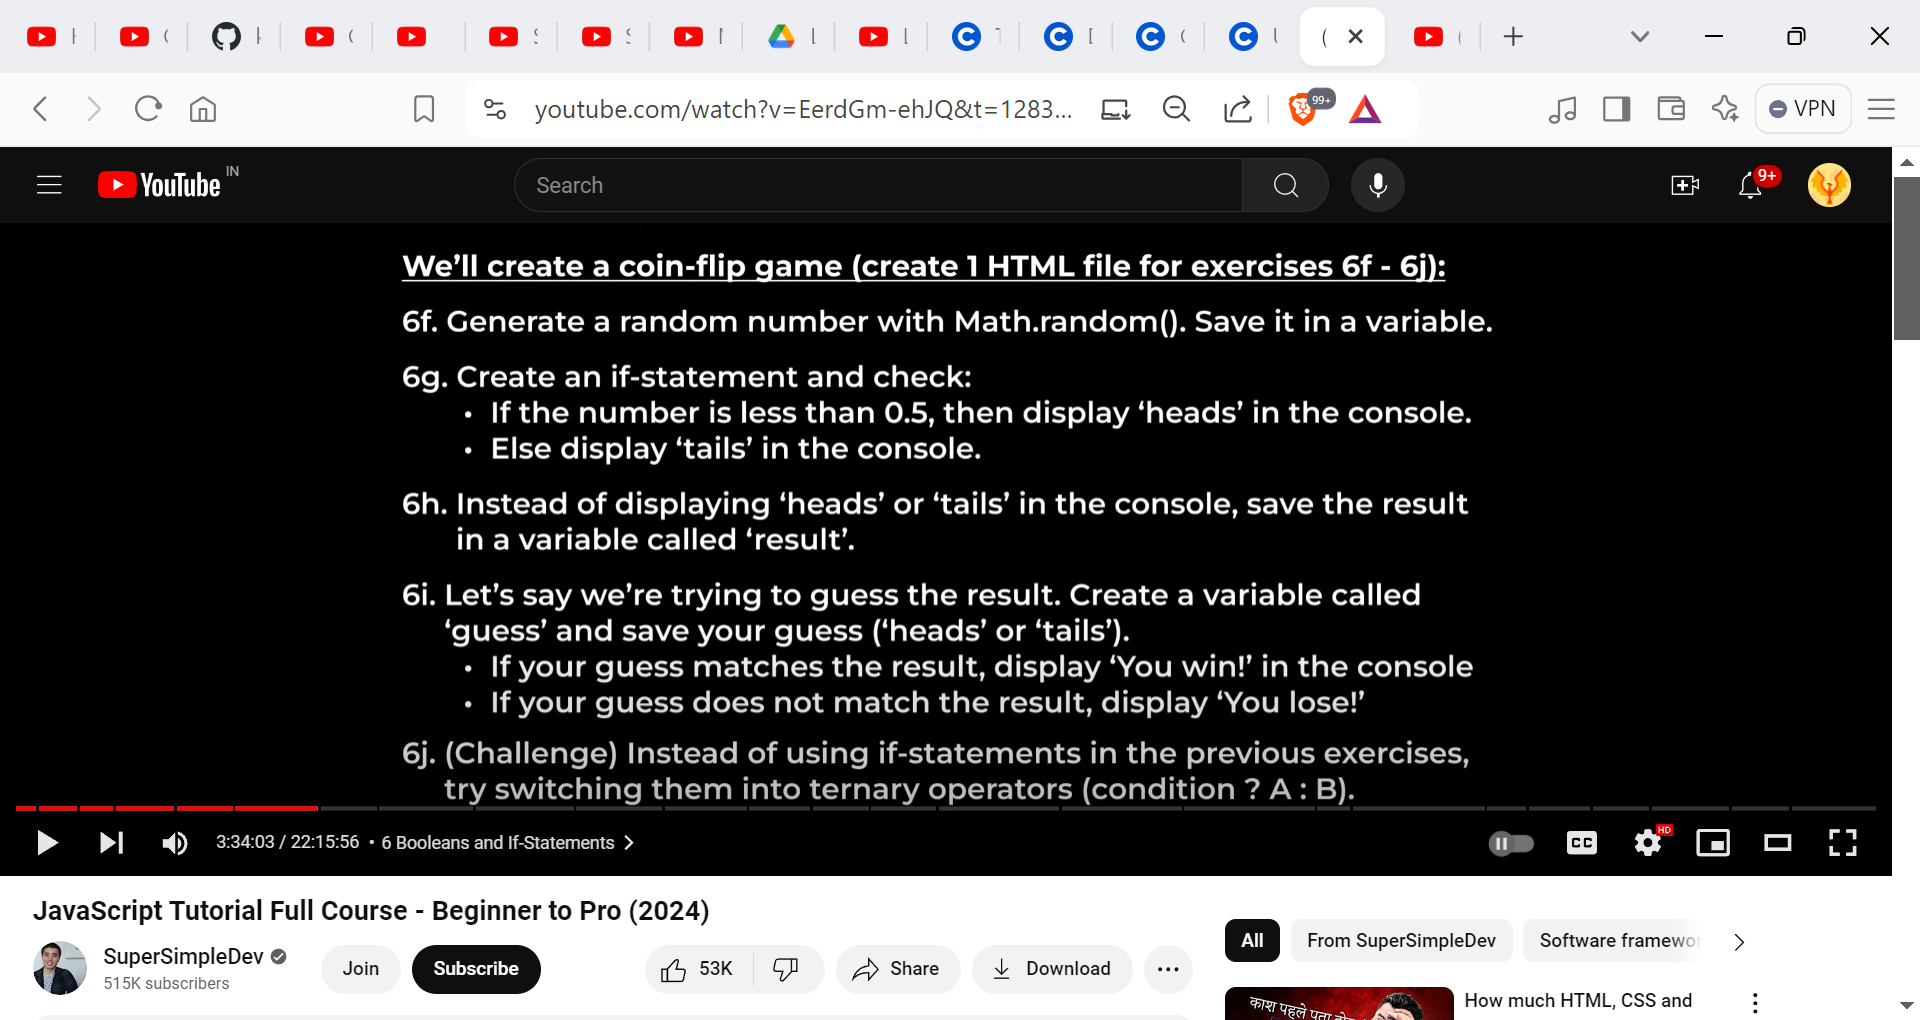 youtube.com/watch?v=EerdGm-ehJQ&t=1283...
99+
VPN
YouTube IN
Search
9+
We’ll create a coin-flip game (create 1 HTML file for exercises 6f - 6j):
6f. Generate a random number with Math.random(). Save it in a variable.
6g. Create an if-statement and check:
• If the number is less than 0.5, then display ‘heads’ in the console.
• Else display ‘tails’ in the console.
6h. Instead of displaying ‘heads’ or ‘tails’ in the console, save the result
in a variable called ‘result’.
6i. Let’s say we’re trying to guess the result. Create a variable called
‘guess’ and save your guess (‘heads’ or ‘tails’).
• If your guess matches the result, display ‘You win!’ in the console
• If your guess does not match the result, display ‘You lose!’
6j. (Challenge) Instead of using if-statements in the previous exercises,
try switching them into ternary operators (condition ? A : B).
3:34:03 / 22:15:56 • 6 Booleans and If-Statements
CC
HD
JavaScript Tutorial Full Course - Beginner to Pro (2024)
SuperSimpleDev
515K subscribers
Join
Subscribe
53K
Share
Download
All
From SuperSimpleDev
Software framewor
काश पहले पता
How much HTML, CSS and